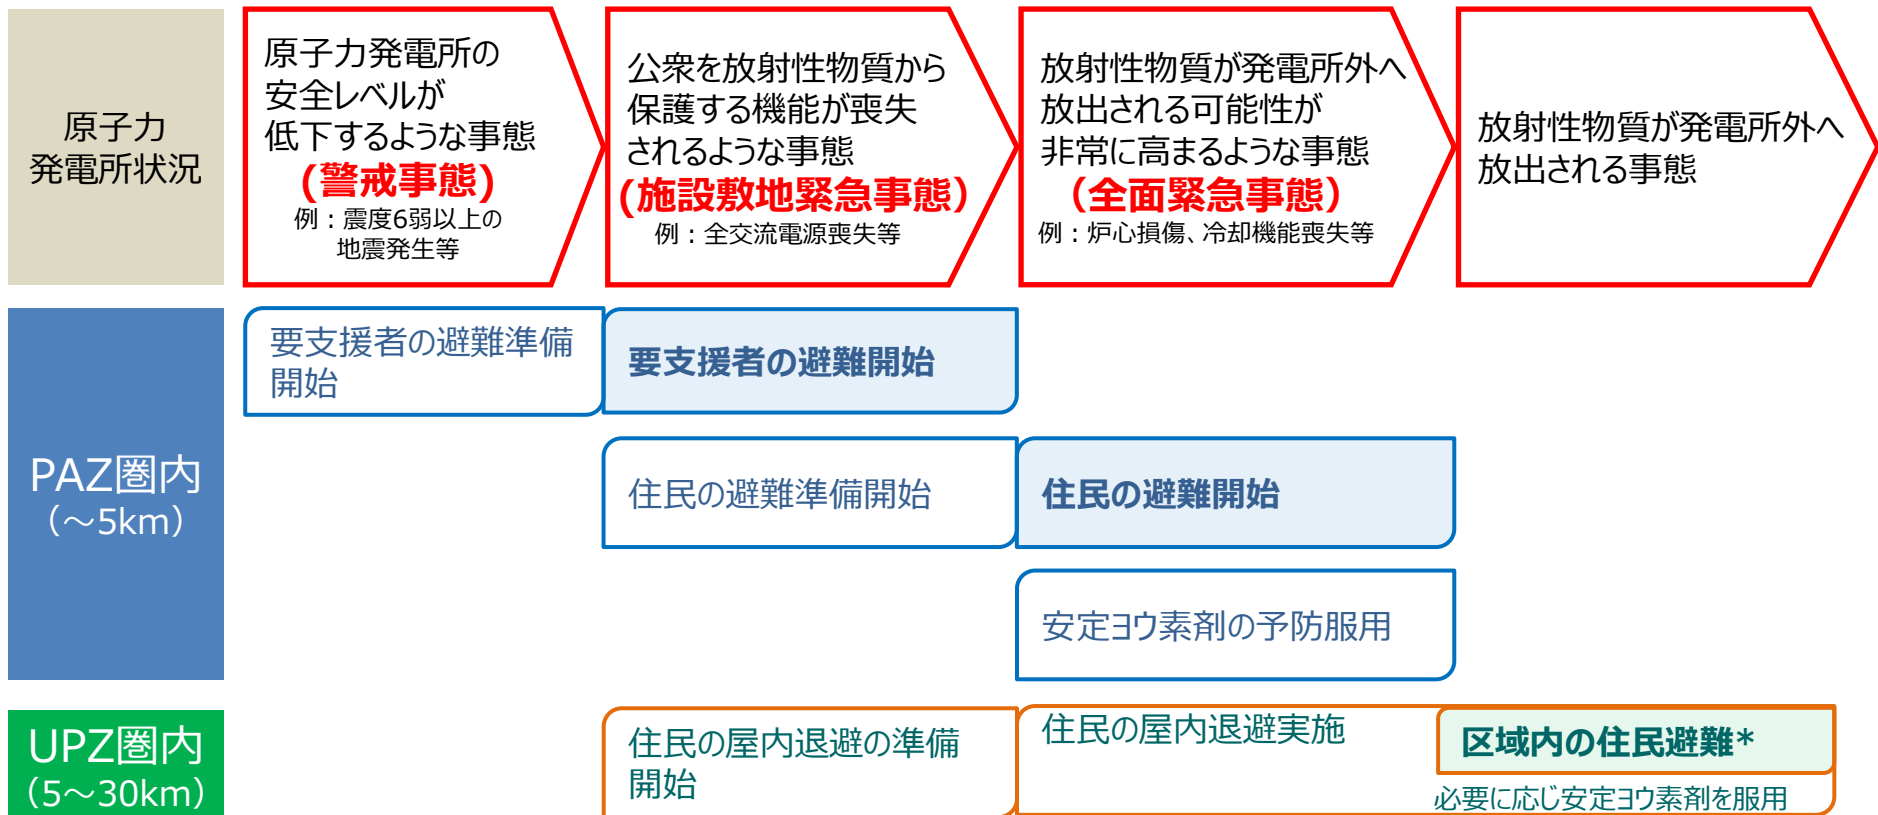 原子力
発電所状況
原子力発電所の
安全レベルが
低下するような事態
(警戒事態)
例：震度6弱以上の
地震発生等
公衆を放射性物質から
保護する機能が喪失
されるような事態
(施設敷地緊急事態）
例：全交流電源喪失等
放射性物質が発電所外へ
放出される可能性が
非常に高まるような事態
（全面緊急事態）
例：炉心損傷、冷却機能喪失等
放射性物質が発電所外へ
放出される事態
PAZ圏内
（～5km）
要支援者の避難準備
開始
要支援者の避難開始
住民の避難準備開始
住民の避難開始
安定ヨウ素剤の予防服用
UPZ圏内
（5～30km）
住民の屋内退避の準備
開始
住民の屋内退避実施
区域内の住民避難*
必要に応じ安定ヨウ素剤を服用